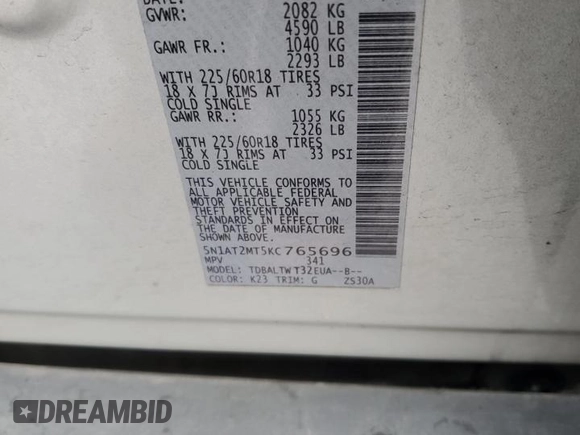 DATE:
GVWR: 2082 KG
4590 LB
GAWR FR.: 1040 KG
2293 LB
WITH 225/60R18 TIRES
18 X 7J RIMS AT 33 PSI
COLD SINGLE
GAWR RR.: 1055 KG
2326 LB
WITH 225/60R18 TIRES
18 X 7J RIMS AT 33 PSI
COLD SINGLE
THIS VEHICLE CONFORMS TO
ALL APPLICABLE FEDERAL
MOTOR VEHICLE SAFETY AND
THEFT PREVENTION
STANDARDS IN EFFECT ON
THE DATE OF MANUFACTURE
SHOWN ABOVE.
5N1AT2MT5KC765696
MPV 341
MODEL: TDBALTWT32EUA--B--
COLOR: K23 TRIM: G ZS30A
DREAMBID